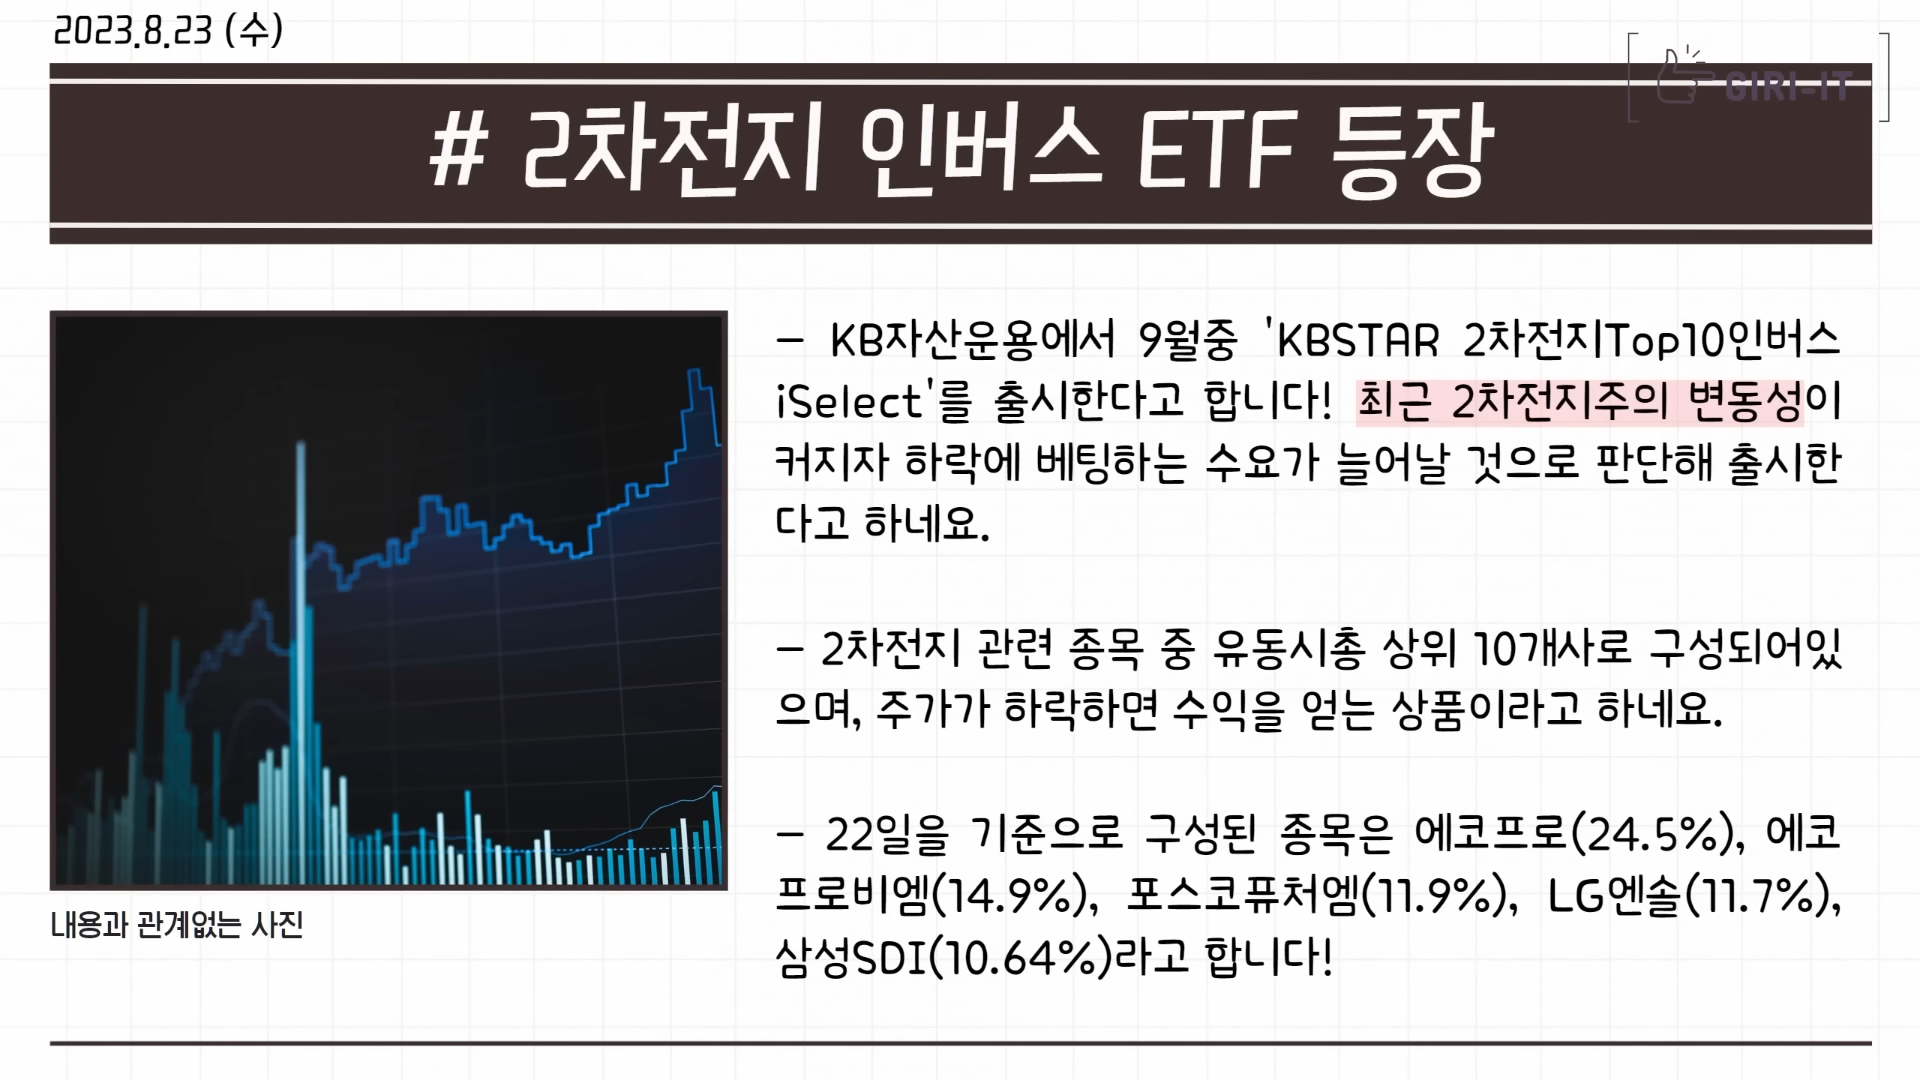 2023.8.23 (수)
GIRI-IT
# 2차전지 인버스 ETF 등장
- KB자산운용에서 9월중 'KBSTAR 2차전지Top10인버스
iSelect'를 출시한다고 합니다! 최근 2차전지주의 변동성이
커지자 하락에 베팅하는 수요가 늘어날 것으로 판단해 출시한
다고 하네요.
- 2차전지 관련 종목 중 유동시총 상위 10개사로 구성되어있
으며, 주가가 하락하면 수익을 얻는 상품이라고 하네요.
- 22일을 기준으로 구성된 종목은 에코프로(24.5%), 에코
프로비엠(14.9%), 포스코퓨처엠(11.9%), LG엔솔(11.7%),
삼성SDI(10.64%)라고 합니다!
내용과 관계없는 사진